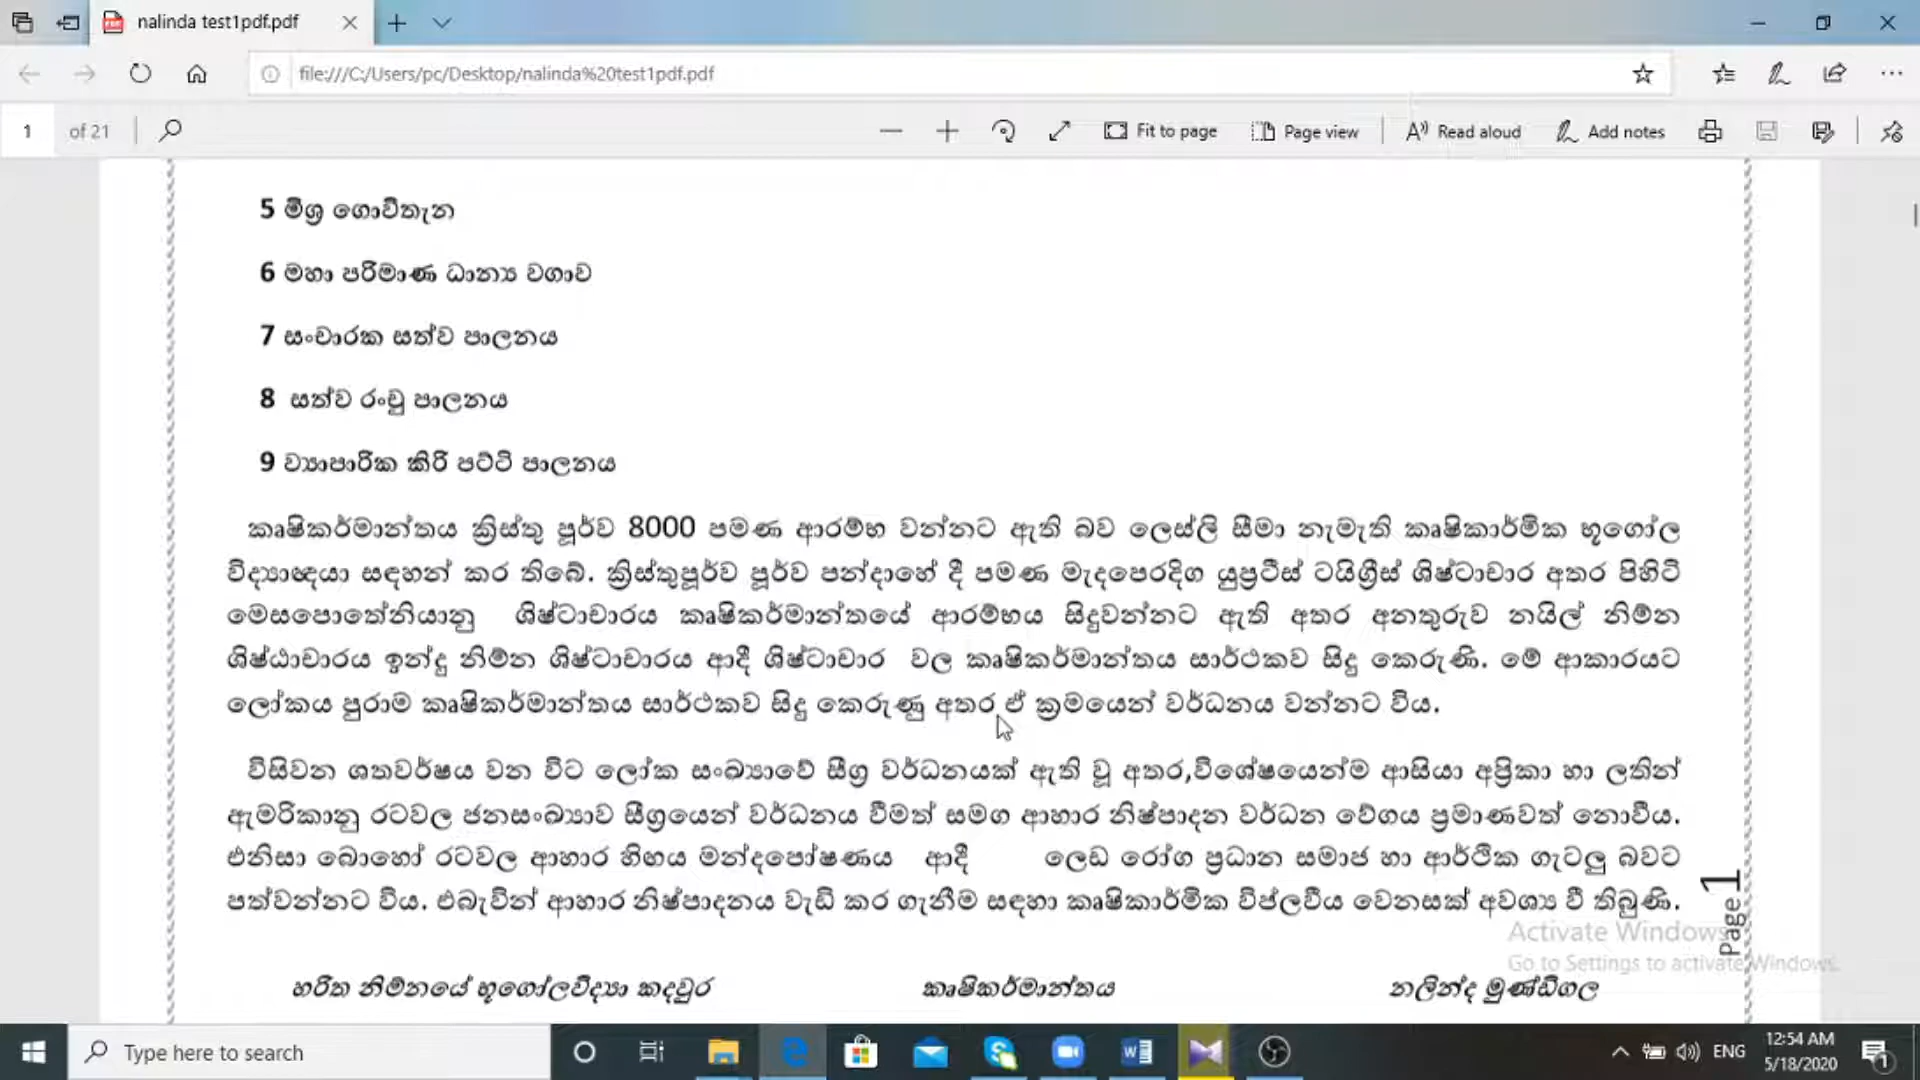 nalinda test1pdf.pdf
file:///C:/Users/pc/Desktop/nalinda%20test1pdf.pdf
1 of 21 Fit to page Page view Read aloud Add notes
5 මිශ්‍ර ගොවිතැන
6 මහා පරිමාණ ධාන්‍ය වගාව
7 සංචාරක සත්ව පාලනය
8 සත්ව රංචු පාලනය
9 ව්‍යාපාරික කිරි පට්ටි පාලනය
කෘෂිකර්මාන්තය ක්‍රිස්තු පූර්ව 8000 පමණ ආරම්භ වන්නට ඇති බව ලෙස්ලි සීමා නැමැති කෘෂිකාර්මික භූගෝල
විද්‍යාඥයා සඳහන් කර තිබේ. ක්‍රිස්තුපූර්ව පූර්ව පන්දාහේ දී පමණ මැදපෙරදිග යුප්‍රටීස් ටයිග්‍රීස් ශිෂ්ටාචාර අතර පිහිටි
මෙසපොතේනියානු ශිෂ්ටාචාරය කෘෂිකර්මාන්තයේ ආරම්භය සිදුවන්නට ඇති අතර අනතුරුව නයිල් නිම්න
ශිෂ්ඨාචාරය ඉන්දු නිම්න ශිෂ්ටාචාරය ආදී ශිෂ්ටාචාර වල කෘෂිකර්මාන්තය සාර්ථකව සිදු කෙරුණි. මේ ආකාරයට
ලෝකය පුරාම කෘෂිකර්මාන්තය සාර්ථකව සිදු කෙරුණු අතර ඒ ක්‍රමයෙන් වර්ධනය වන්නට විය.
විසිවන ශතවර්ෂය වන විට ලෝක සංඛ්‍යාවේ සීග්‍ර වර්ධනයක් ඇති වූ අතර,විශේෂයෙන්ම ආසියා අප්‍රිකා හා ලතින්
ඇමරිකානු රටවල ජනසංඛ්‍යාව සීග්‍රයෙන් වර්ධනය වීමත් සමග ආහාර නිෂ්පාදන වර්ධන වේගය ප්‍රමාණවත් නොවීය.
එනිසා බොහෝ රටවල ආහාර හිඟය මන්දපෝෂණය ආදී ලෙඩ රෝග ප්‍රධාන සමාජ හා ආර්ථික ගැටලු බවට
පත්වන්නට විය. එබැවින් ආහාර නිෂ්පාදනය වැඩි කර ගැනීම සඳහා කෘෂිකාර්මික විප්ලවීය වෙනසක් අවශ්‍ය වී තිබුණි.
Page 1
Activate Windows
Go to Settings to activate Windows.
හරිත නිම්නයේ භූගෝලවිද්‍යා කදවුර කෘෂිකර්මාන්තය නලින්ද මුණ්ඩිගල
Type here to search
ENG
12:54 AM
5/18/2020
1